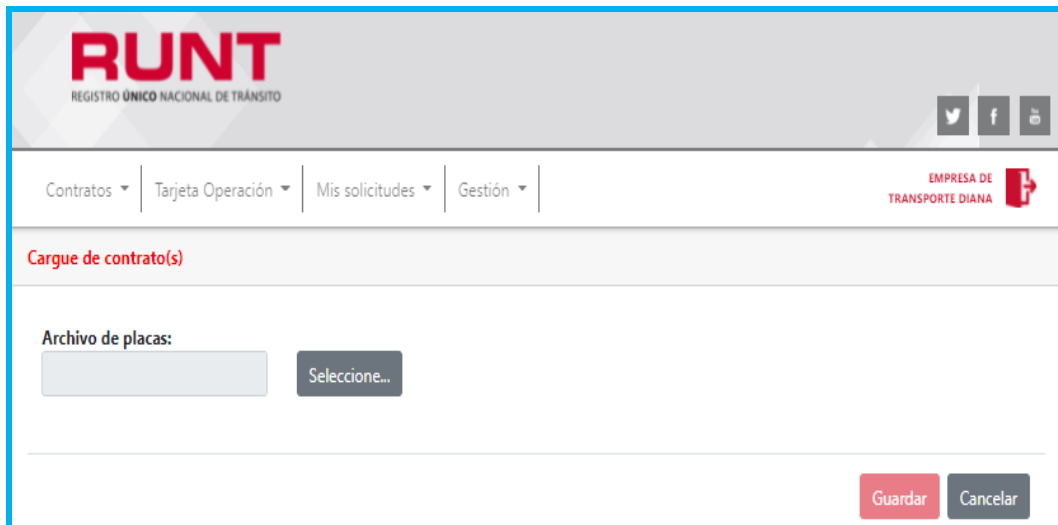 RUNT
REGISTRO ÚNICO NACIONAL DE TRÁNSITO
Contratos
Tarjeta Operación
Mis solicitudes
Gestión
EMPRESA DE
TRANSPORTE DIANA
Cargue de contrato(s)
Archivo de placas:
Seleccione...
Guardar
Cancelar